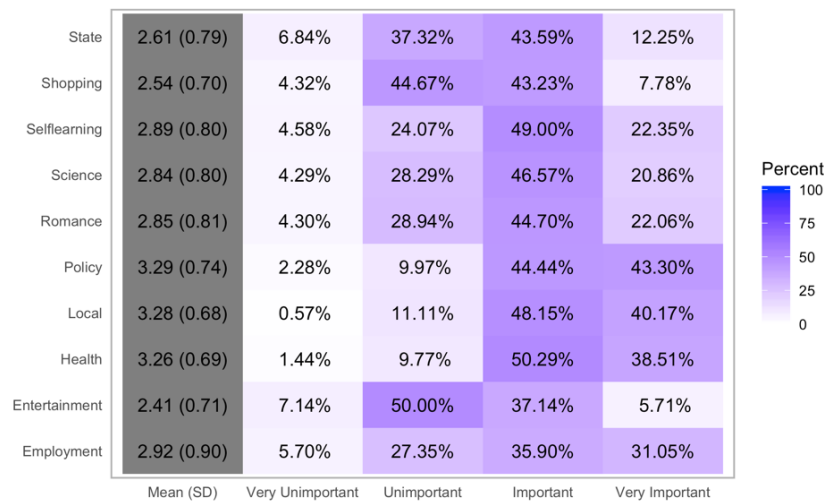 State 2.61 (0.79) 6.84% 37.32% 43.59% 12.25%
Shopping 2.54 (0.70) 4.32% 44.67% 43.23% 7.78%
Selflearning 2.89 (0.80) 4.58% 24.07% 49.00% 22.35%
Science 2.84 (0.80) 4.29% 28.29% 46.57% 20.86%
Romance 2.85 (0.81) 4.30% 28.94% 44.70% 22.06%
Policy 3.29 (0.74) 2.28% 9.97% 44.44% 43.30%
Local 3.28 (0.68) 0.57% 11.11% 48.15% 40.17%
Health 3.26 (0.69) 1.44% 9.77% 50.29% 38.51%
Entertainment 2.41 (0.71) 7.14% 50.00% 37.14% 5.71%
Employment 2.92 (0.90) 5.70% 27.35% 35.90% 31.05%
Mean (SD) Very Unimportant Unimportant Important Very Important
Percent
100
75
50
25
0